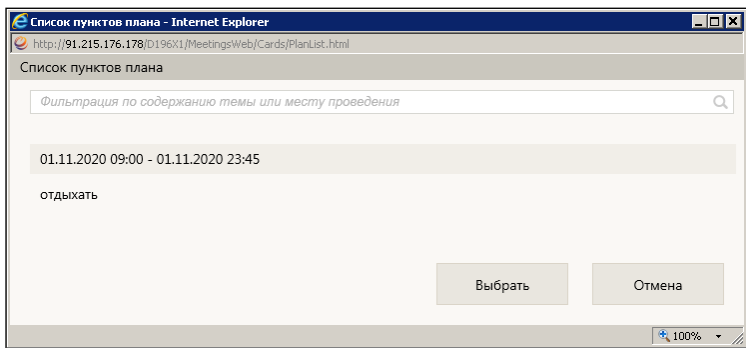 Список пунктов плана - Internet Explorer
http://91.215.176.178/D196X1/MeetingsWeb/Cards/PlanList.html
Список пунктов плана
Фильтрация по содержанию темы или месту проведения
01.11.2020 09:00 - 01.11.2020 23:45
отдыхать
Выбрать Отмена
100%